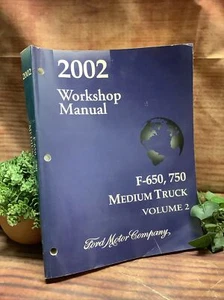 2002
2002
Workshop
Manual
F-650, 750
MEDIUM TRUCK
VOLUME 2
Ford Motor Company,